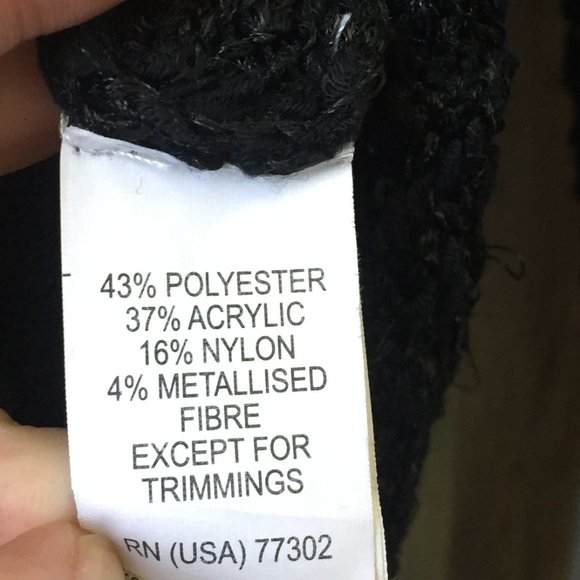 43% POLYESTER
37% ACRYLIC
16% NYLON
4% METALLISED
FIBRE
EXCEPT FOR
TRIMMINGS
RN (USA) 77302